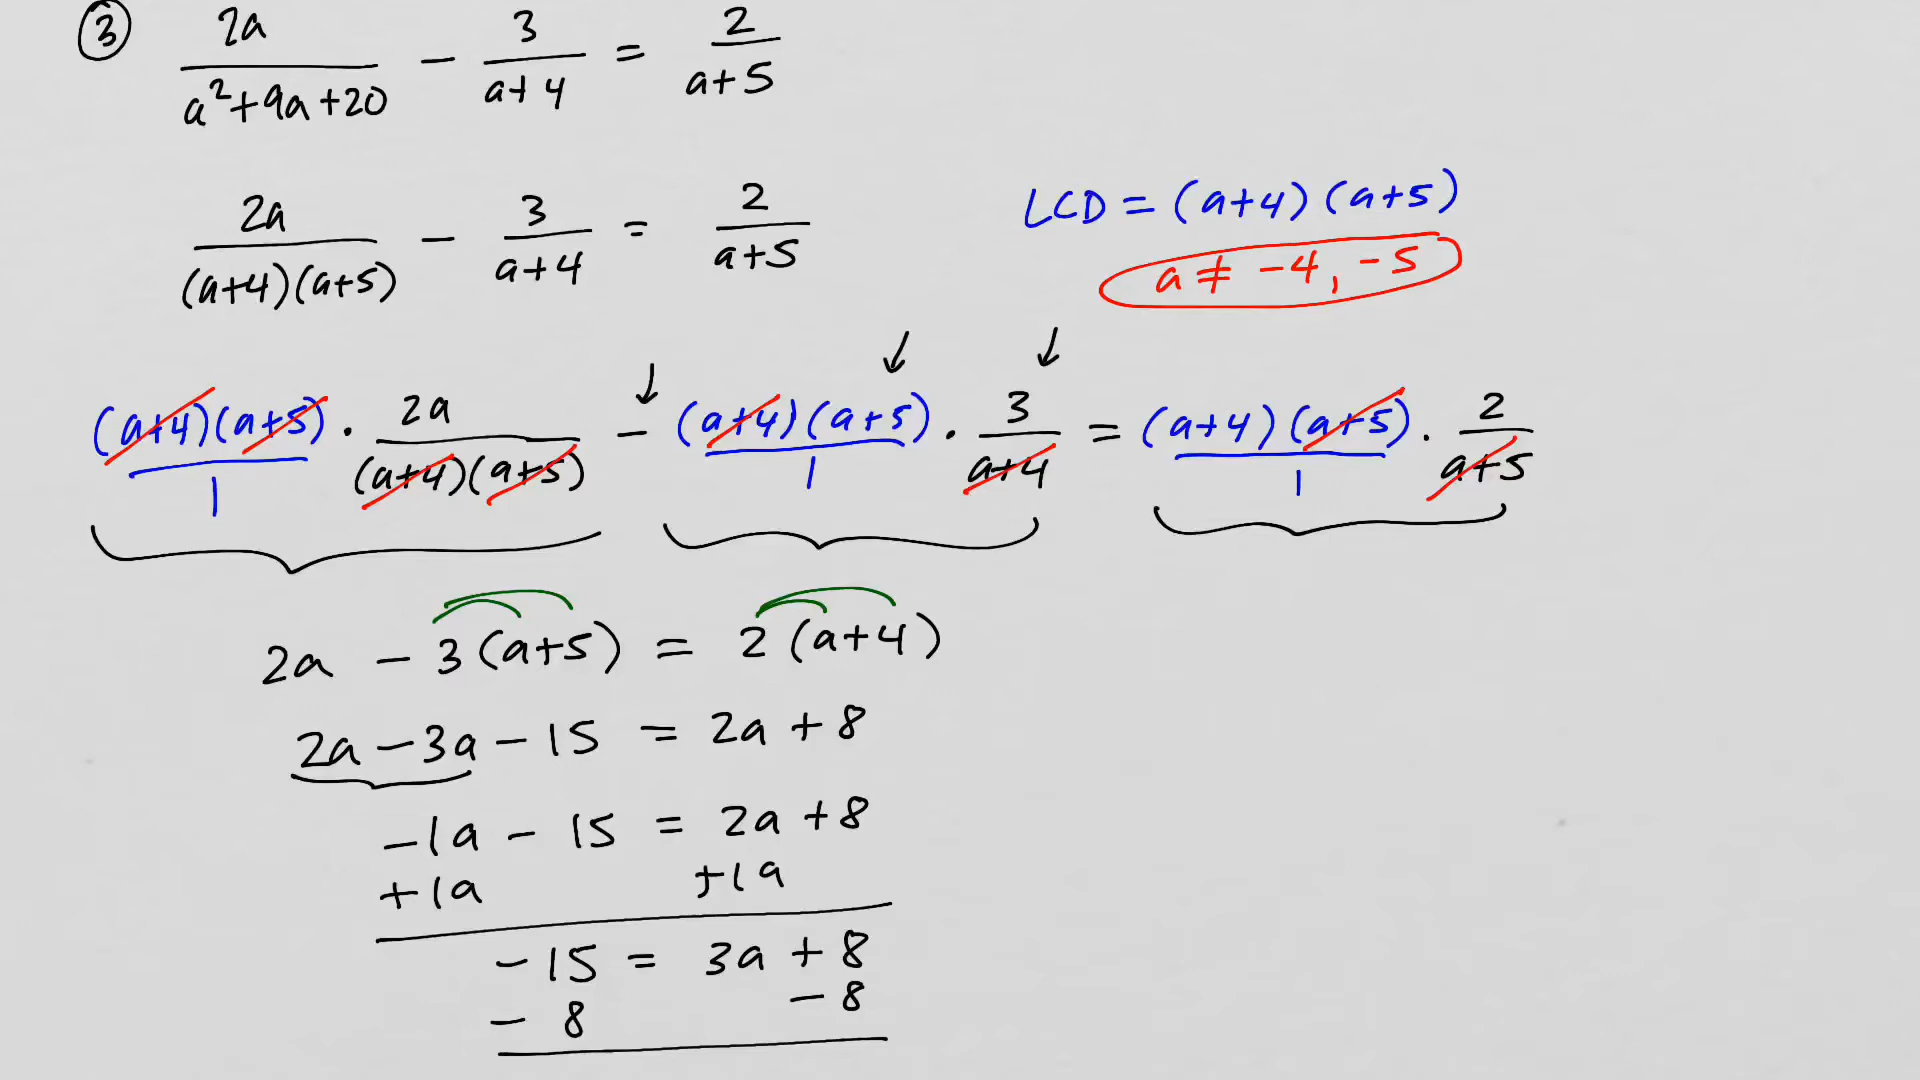 ③ 2a/(a²+9a+20) − 3/(a+4) = 2/(a+5)
2a/((a+4)(a+5)) − 3/(a+4) = 2/(a+5)
LCD = (a+4)(a+5)
a ≠ −4, −5
(a+4)(a+5)/1 · 2a/((a+4)(a+5)) − (a+4)(a+5)/1 · 3/(a+4) = (a+4)(a+5)/1 · 2/(a+5)
2a − 3(a+5) = 2(a+4)
2a − 3a − 15 = 2a + 8
−1a − 15 = 2a + 8
+1a +1a
−15 = 3a + 8
− 8 − 8